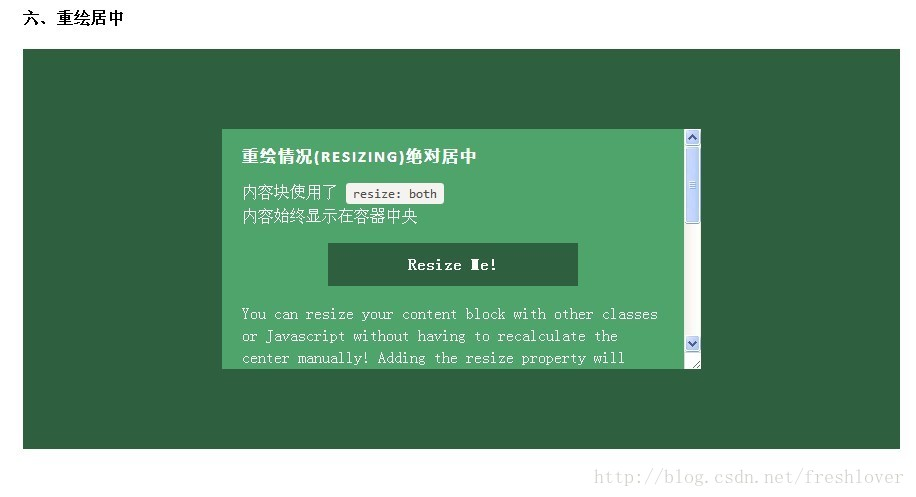 六、重绘居中
重绘情况(RESIZING)绝对居中
内容块使用了 resize: both
内容始终显示在容器中央
Resize Me!
You can resize your content block with other classes
or Javascript without having to recalculate the
center manually! Adding the resize property will
http://blog.csdn.net/freshlover